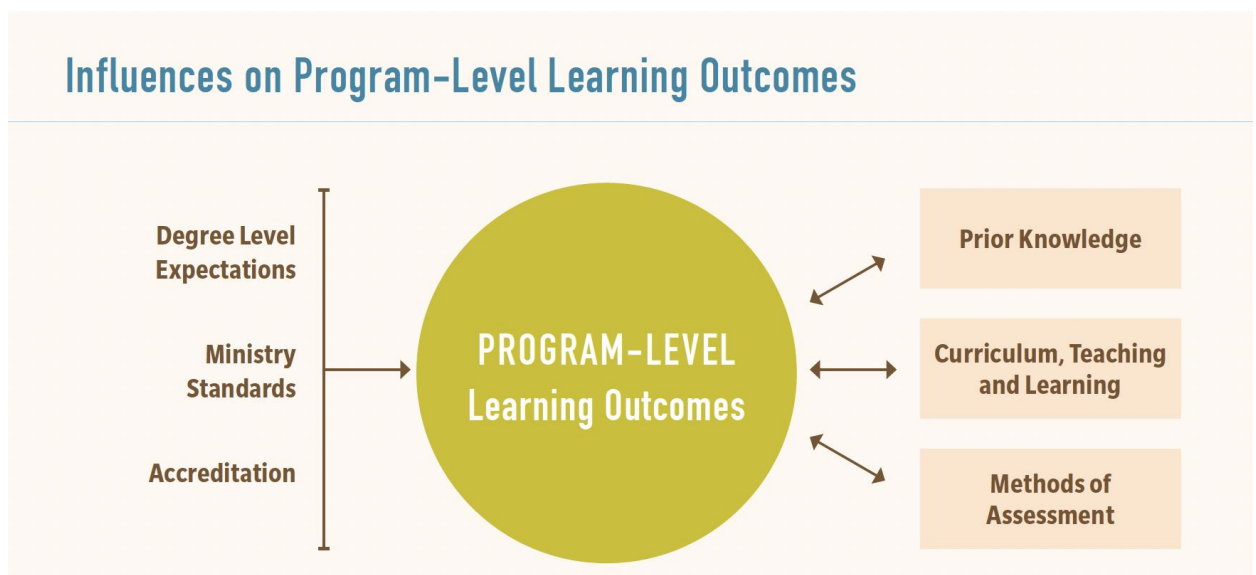 Influences on Program-Level Learning Outcomes
Degree Level
Expectations
Ministry
Standards
Accreditation
PROGRAM-LEVEL
Learning Outcomes
Prior Knowledge
Curriculum, Teaching
and Learning
Methods of
Assessment